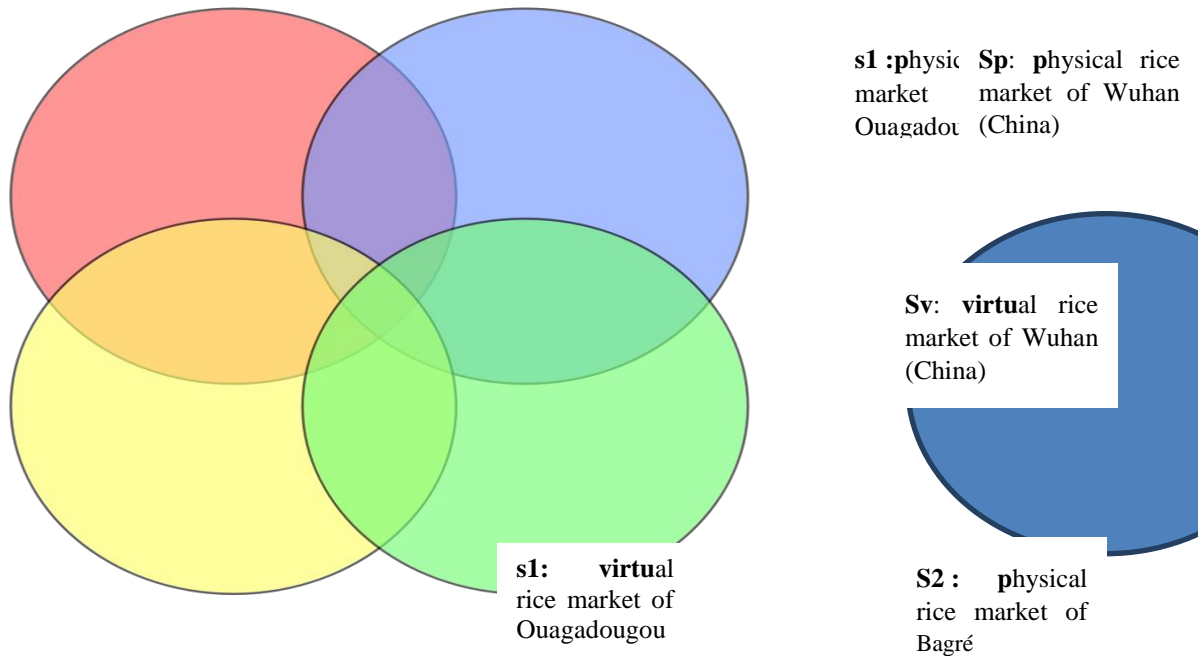 s1 :physic
market
Ouagadou
Sp: physical rice
market of Wuhan
(China)
Sv: virtual rice
market of Wuhan
(China)
s1: virtual
rice market of
Ouagadougou
S2 : physical
rice market of
Bagré